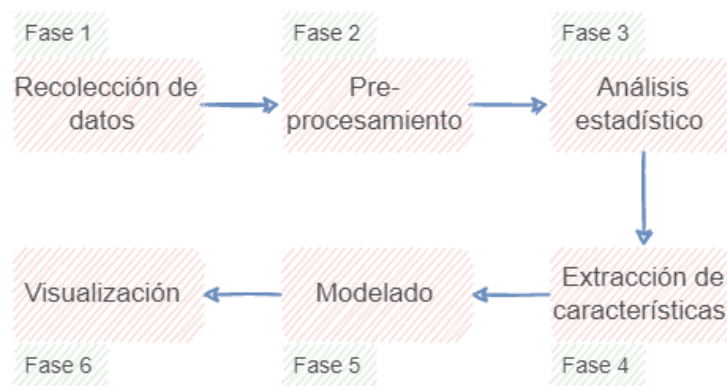 Fase 1
Recolección de
datos
Fase 2
Pre-
procesamiento
Fase 3
Análisis
estadístico
Extracción de
características
Fase 4
Modelado
Fase 5
Visualización
Fase 6